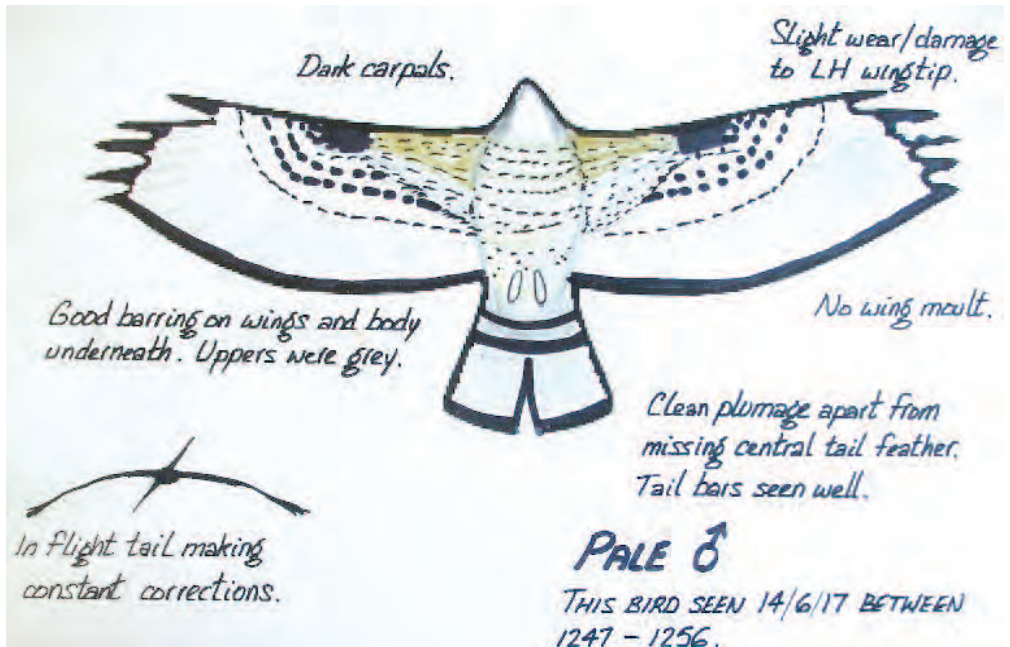 Dark carpals.
Slight wear/damage
to LH wingtip.
Good barring on wings and body
underneath. Uppers were grey.
No wing moult.
Clean plumage apart from
missing central tail feather.
Tail bars seen well.
In flight tail making
constant corrections.
PALE ♂
THIS BIRD SEEN 14/6/17 BETWEEN
1247 - 1256.